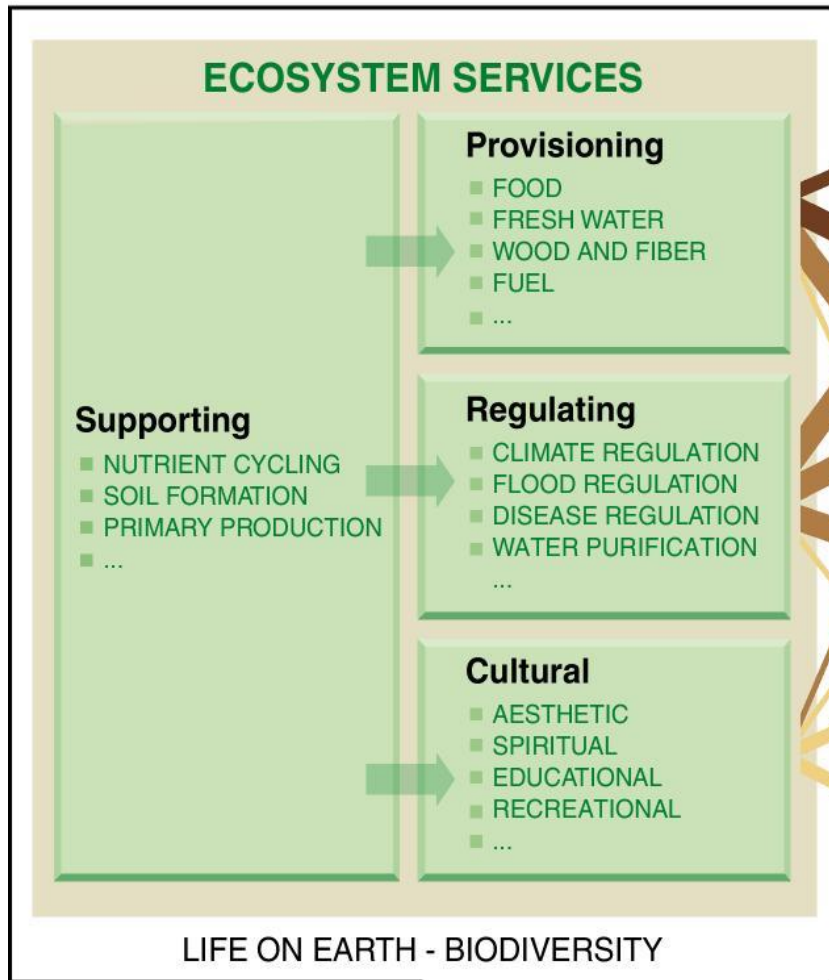 ECOSYSTEM SERVICES
Supporting
NUTRIENT CYCLING
SOIL FORMATION
PRIMARY PRODUCTION
...
Provisioning
FOOD
FRESH WATER
WOOD AND FIBER
FUEL
...
Regulating
CLIMATE REGULATION
FLOOD REGULATION
DISEASE REGULATION
WATER PURIFICATION
...
Cultural
AESTHETIC
SPIRITUAL
EDUCATIONAL
RECREATIONAL
...
LIFE ON EARTH - BIODIVERSITY